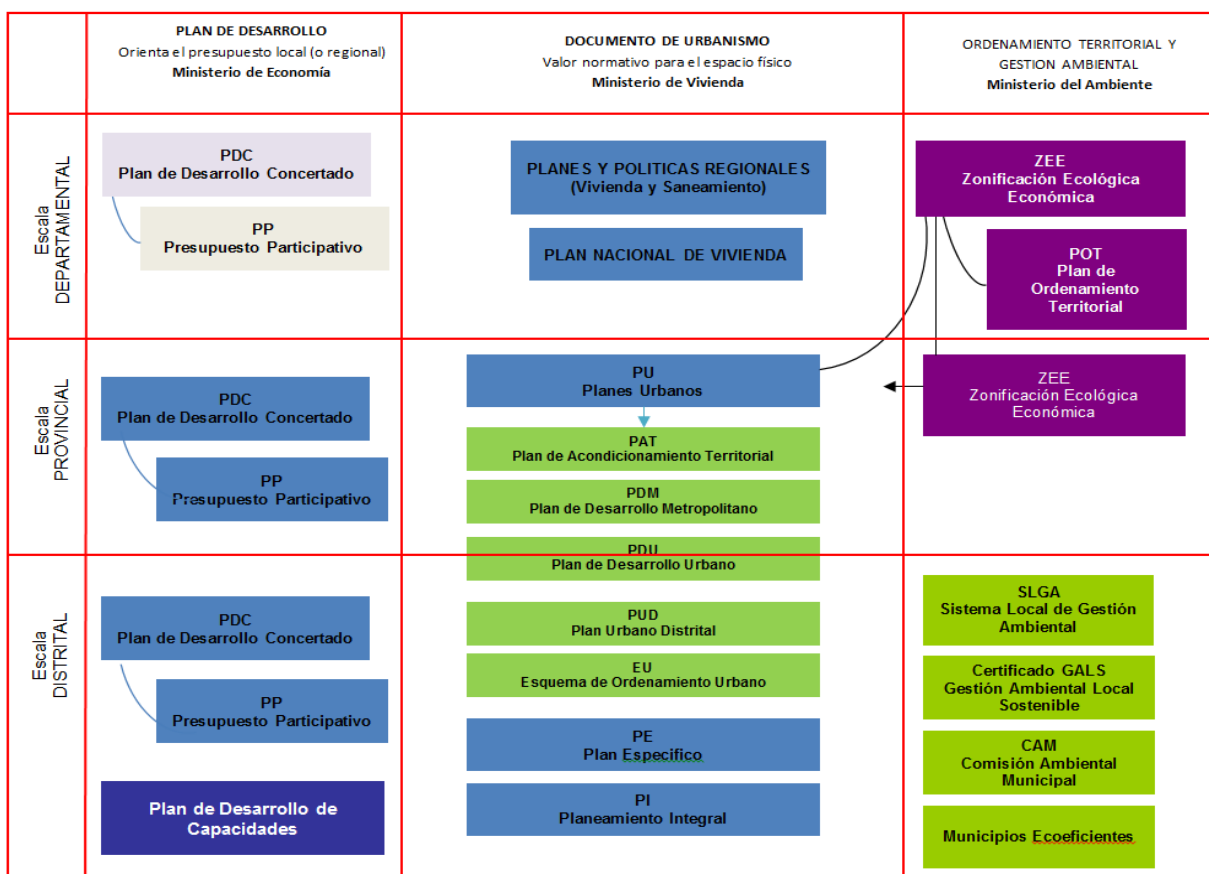 PLAN DE DESARROLLO
Orienta el presupuesto local (o regional)
Ministerio de Economía
DOCUMENTO DE URBANISMO
Valor normativo para el espacio físico
Ministerio de Vivienda
ORDENAMIENTO TERRITORIAL Y
GESTION AMBIENTAL
Ministerio del Ambiente
Escala
DEPARTAMENTAL
PDC
Plan de Desarrollo Concertado
PP
Presupuesto Participativo
PLANES Y POLITICAS REGIONALES
(Vivienda y Saneamiento)
PLAN NACIONAL DE VIVIENDA
ZEE
Zonificación Ecológica
Económica
POT
Plan de
Ordenamiento
Territorial
Escala
PROVINCIAL
PDC
Plan de Desarrollo Concertado
PP
Presupuesto Participativo
PU
Planes Urbanos
PAT
Plan de Acondicionamiento Territorial
PDM
Plan de Desarrollo Metropolitano
PDU
Plan de Desarrollo Urbano
ZEE
Zonificación Ecológica
Económica
Escala
DISTRITAL
PDC
Plan de Desarrollo Concertado
PP
Presupuesto Participativo
Plan de Desarrollo de
Capacidades
PUD
Plan Urbano Distrital
EU
Esquema de Ordenamiento Urbano
PE
Plan Especifico
PI
Planeamiento Integral
SLGA
Sistema Local de Gestión
Ambiental
Certificado GALS
Gestión Ambiental Local
Sostenible
CAM
Comisión Ambiental
Municipal
Municipios Ecoeficientes